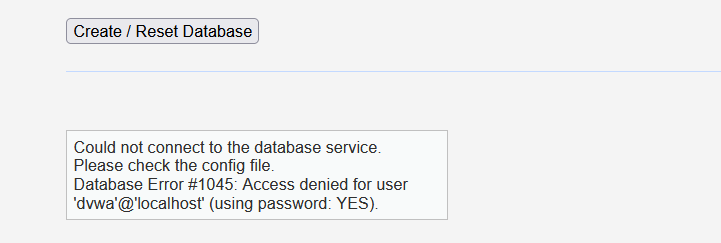 Create / Reset Database
Could not connect to the database service.
Please check the config file.
Database Error #1045: Access denied for user
'dvwa'@'localhost' (using password: YES).